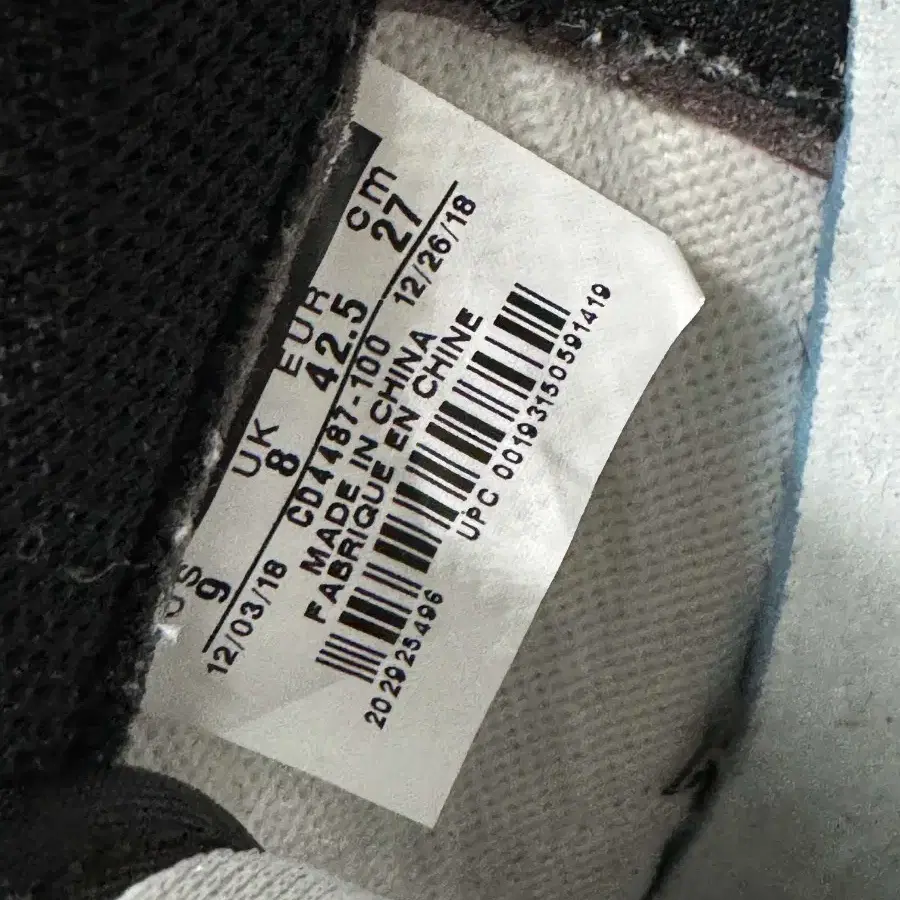 US UK EUR cm
9 8 42.5 27
12/03/18 CD4487-100 12/26/18
MADE IN CHINA
FABRIQUE EN CHINE
202925496 UPC 00193150591419